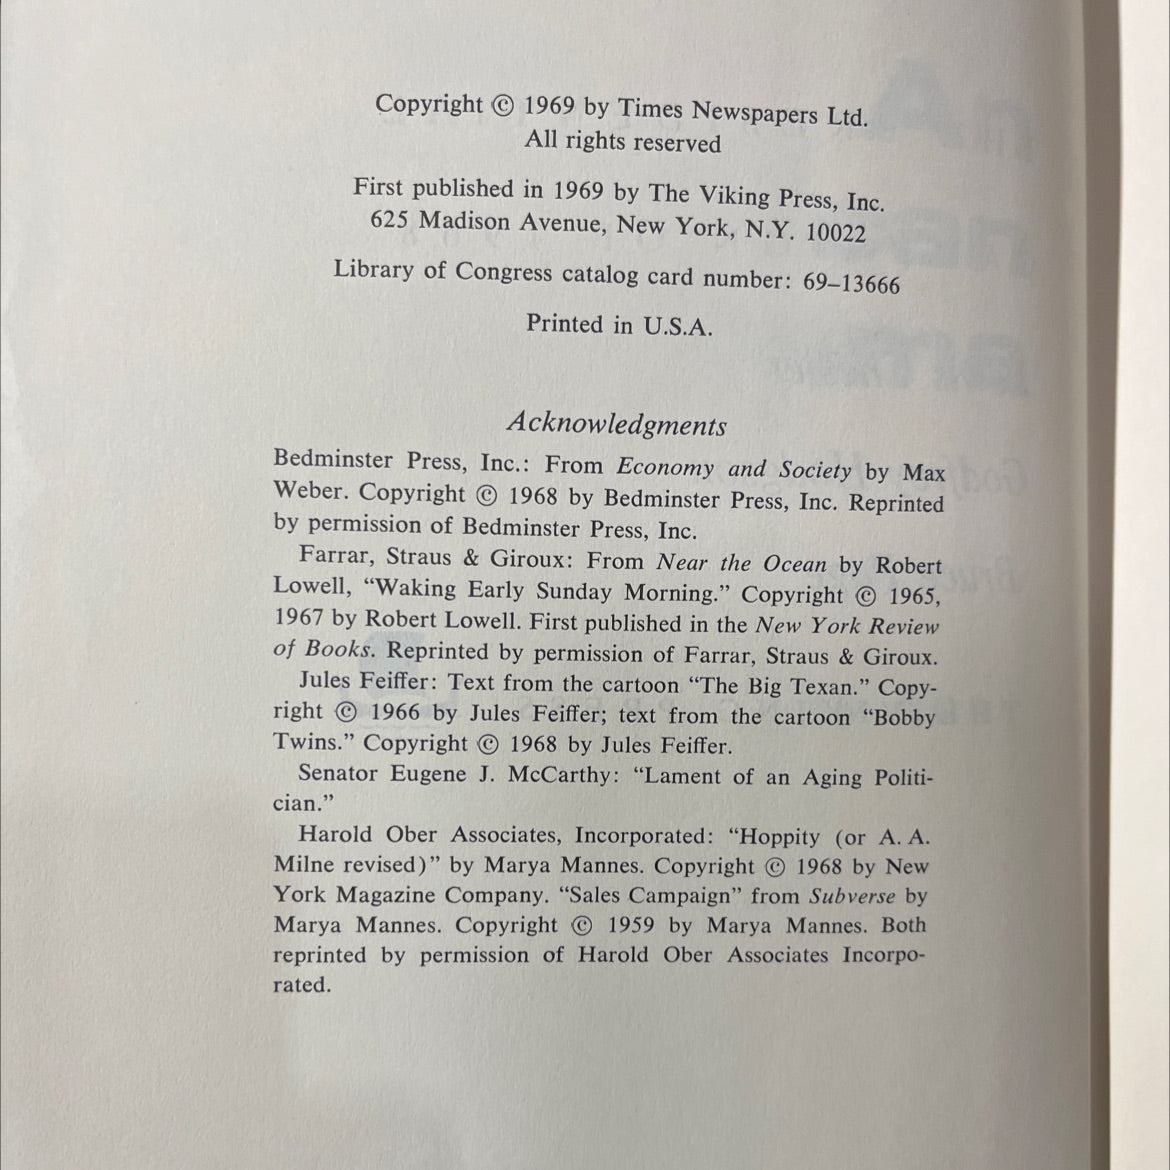 Copyright © 1969 by Times Newspapers Ltd.
All rights reserved
First published in 1969 by The Viking Press, Inc.
625 Madison Avenue, New York, N.Y. 10022
Library of Congress catalog card number: 69–13666
Printed in U.S.A.
Acknowledgments
Bedminster Press, Inc.: From Economy and Society by Max
Weber. Copyright © 1968 by Bedminster Press, Inc. Reprinted
by permission of Bedminster Press, Inc.
Farrar, Straus & Giroux: From Near the Ocean by Robert
Lowell, “Waking Early Sunday Morning.” Copyright © 1965,
1967 by Robert Lowell. First published in the New York Review
of Books. Reprinted by permission of Farrar, Straus & Giroux.
Jules Feiffer: Text from the cartoon “The Big Texan.” Copy-
right © 1966 by Jules Feiffer; text from the cartoon “Bobby
Twins.” Copyright © 1968 by Jules Feiffer.
Senator Eugene J. McCarthy: “Lament of an Aging Politi-
cian.”
Harold Ober Associates, Incorporated: “Hoppity (or A. A.
Milne revised)” by Marya Mannes. Copyright © 1968 by New
York Magazine Company. “Sales Campaign” from Subverse by
Marya Mannes. Copyright © 1959 by Marya Mannes. Both
reprinted by permission of Harold Ober Associates Incorpo-
rated.